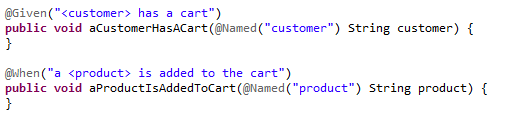 @Given("<customer> has a cart")
public void aCustomerHasACart(@Named("customer") String customer) {
}
@When("a <product> is added to the cart")
public void aProductIsAddedToCart(@Named("product") String product) {
}